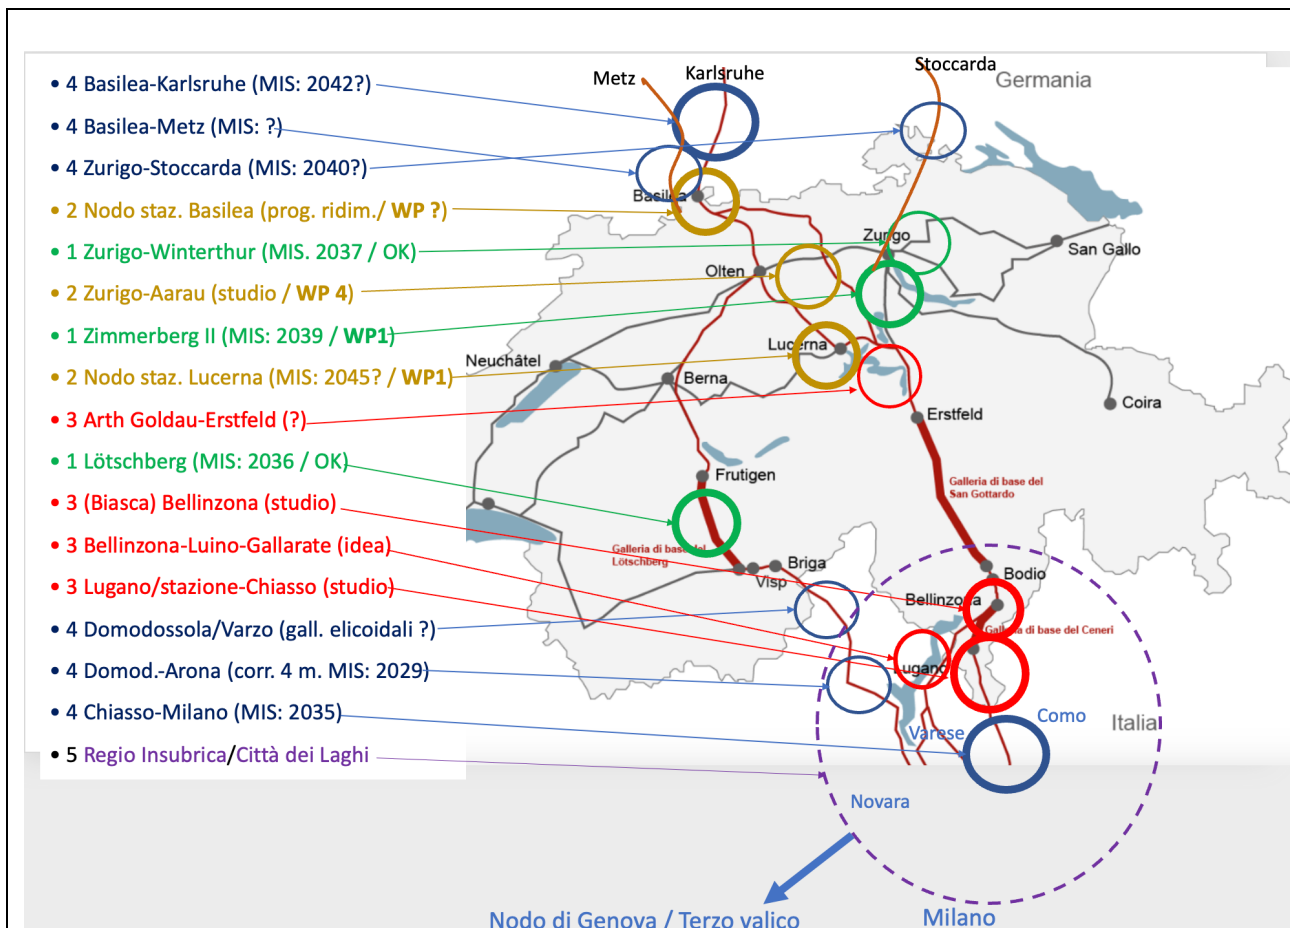 • 4 Basilea-Karlsruhe (MIS: 2042?)
• 4 Basilea-Metz (MIS: ?)
• 4 Zurigo-Stoccarda (MIS: 2040?)
• 2 Nodo staz. Basilea (prog. ridim./ WP ?)
• 1 Zurigo-Winterthur (MIS. 2037 / OK)
• 2 Zurigo-Aarau (studio / WP 4)
• 1 Zimmerberg II (MIS: 2039 / WP1)
• 2 Nodo staz. Lucerna (MIS: 2045? / WP1)
• 3 Arth Goldau-Erstfeld (?)
• 1 Lötschberg (MIS: 2036 / OK)
• 3 (Biasca) Bellinzona (studio)
• 3 Bellinzona-Luino-Gallarate (idea)
• 3 Lugano/stazione-Chiasso (studio)
• 4 Domodossola/Varzo (gall. elicoidali ?)
• 4 Domod.-Arona (corr. 4 m. MIS: 2029)
• 4 Chiasso-Milano (MIS: 2035)
• 5 Regio Insubrica/Città dei Laghi
Metz
Karlsruhe
Stoccarda
Germania
Basilea
Zurigo
San Gallo
Olten
Lucerna
Neuchâtel
Berna
Coira
Erstfeld
Frutigen
Galleria di base del
San Gottardo
Galleria di base del
Lötschberg
Briga
Visp
Bodio
Bellinzona
Galleria di base del Ceneri
Lugano
Como
Italia
Varese
Novara
Nodo di Genova / Terzo valico
Milano